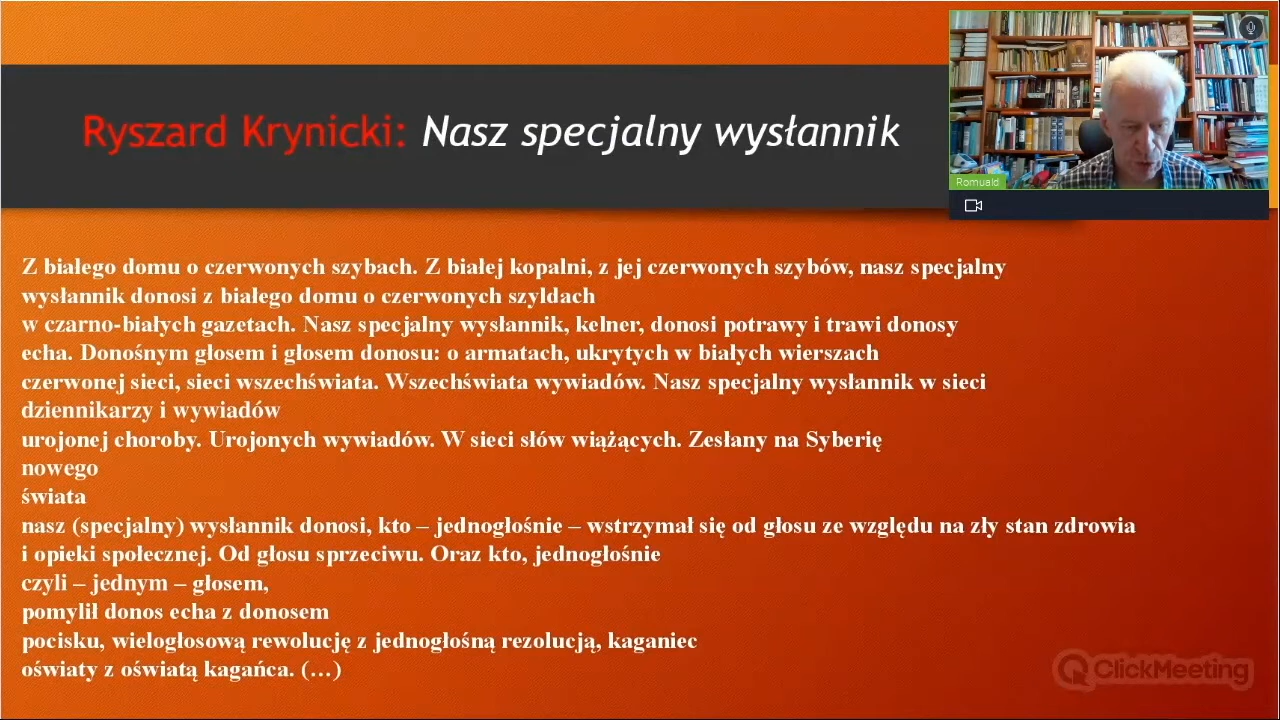 Ryszard Krynicki: Nasz specjalny wysłannik
Romuald
Z białego domu o czerwonych szybach. Z białej kopalni, z jej czerwonych szybów, nasz specjalny
wysłannik donosi z białego domu o czerwonych szyldach
w czarno-białych gazetach. Nasz specjalny wysłannik, kelner, donosi potrawy i trawi donosy
echa. Donośnym głosem i głosem donosu: o armatach, ukrytych w białych wierszach
czerwonej sieci, sieci wszechświata. Wszechświata wywiadów. Nasz specjalny wysłannik w sieci
dziennikarzy i wywiadów
urojonej choroby. Urojonych wywiadów. W sieci słów wiążących. Zesłany na Syberię
nowego
świata
nasz (specjalny) wysłannik donosi, kto – jednogłośnie – wstrzymał się od głosu ze względu na zły stan zdrowia
i opieki społecznej. Od głosu sprzeciwu. Oraz kto, jednogłośnie
czyli – jednym – głosem,
pomylił donos echa z donosem
pocisku, wielogłosową rewolucję z jednogłośną rezolucją, kaganiec
oświaty z oświatą kagańca. (…)
ClickMeeting